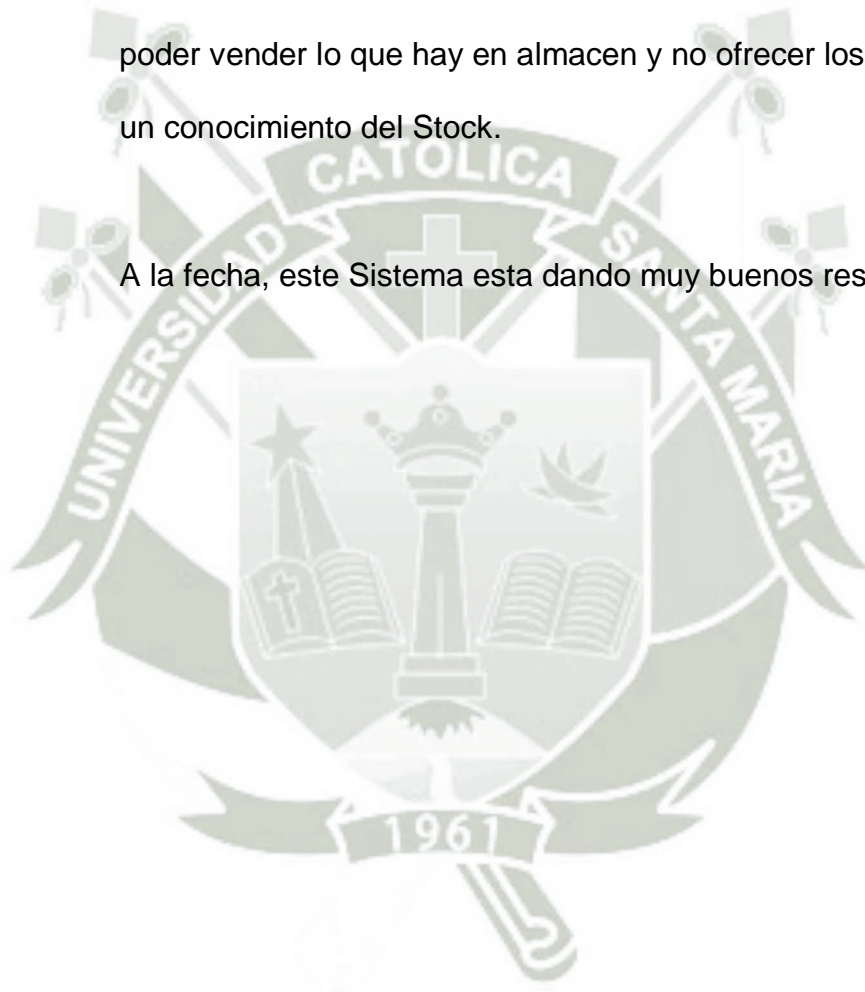 poder vender lo que hay en almacen y no ofrecer los
un conocimiento del Stock.
CATOLICA
UNIVERSIDAD
SANTA MARIA
A la fecha, este Sistema esta dando muy buenos res
1961